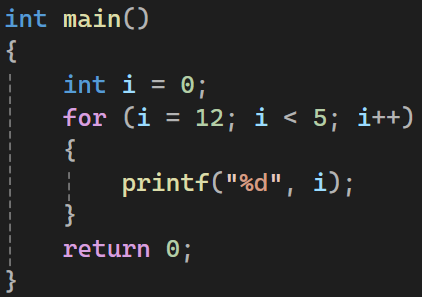 int main()
{
    int i = 0;
    for (i = 12; i < 5; i++)
    {
        printf("%d", i);
    }
    return 0;
}